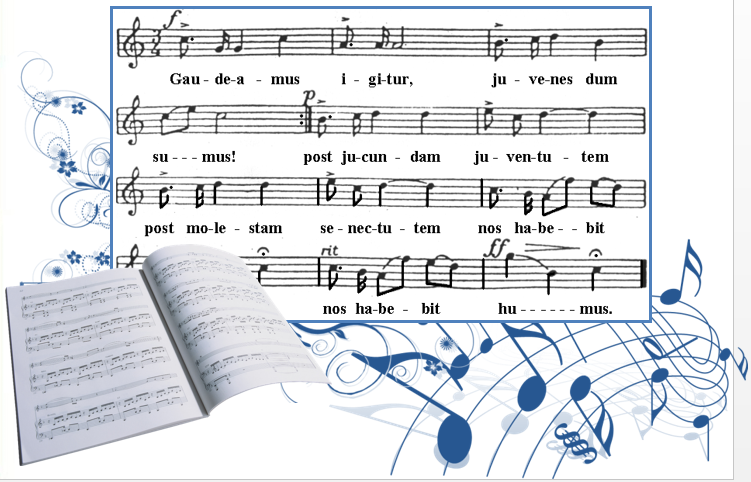 f
Gau - de-a - mus i - gi-tur, ju - ve-nes dum
p
su - - - mus! post ju-cun - dam ju - ven-tu - tem
post mo-le - stam se - nec-tu - tem nos ha-be - - bit
rit ff
nos ha-be - bit hu - - - - - - mus.